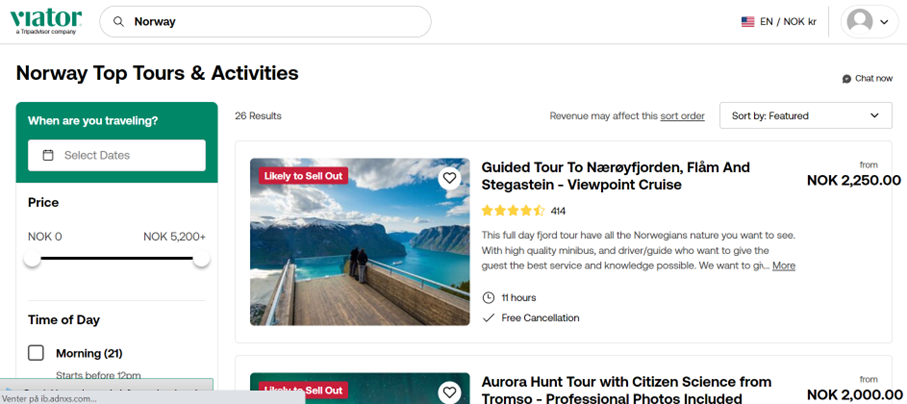 viator
a Tripadvisor company
Norway
EN / NOK kr
Norway Top Tours & Activities
Chat now
When are you traveling?
Select Dates
26 Results
Revenue may affect this sort order
Sort by: Featured
Price
NOK 0
NOK 5,200+
Time of Day
Morning (21)
Starts before 12pm
Venter på ib.adnxs.com...
Likely to Sell Out
Guided Tour To Nærøyfjorden, Flåm And
Stegastein - Viewpoint Cruise
414
This full day fjord tour have all the Norwegians nature you want to see.
With high quality minibus, and driver/guide who want to give the
guest the best service and knowledge possible. We want to gi... More
11 hours
Free Cancellation
from
NOK 2,250.00
Likely to Sell Out
Aurora Hunt Tour with Citizen Science from
Tromso - Professional Photos Included
from
NOK 2,000.00